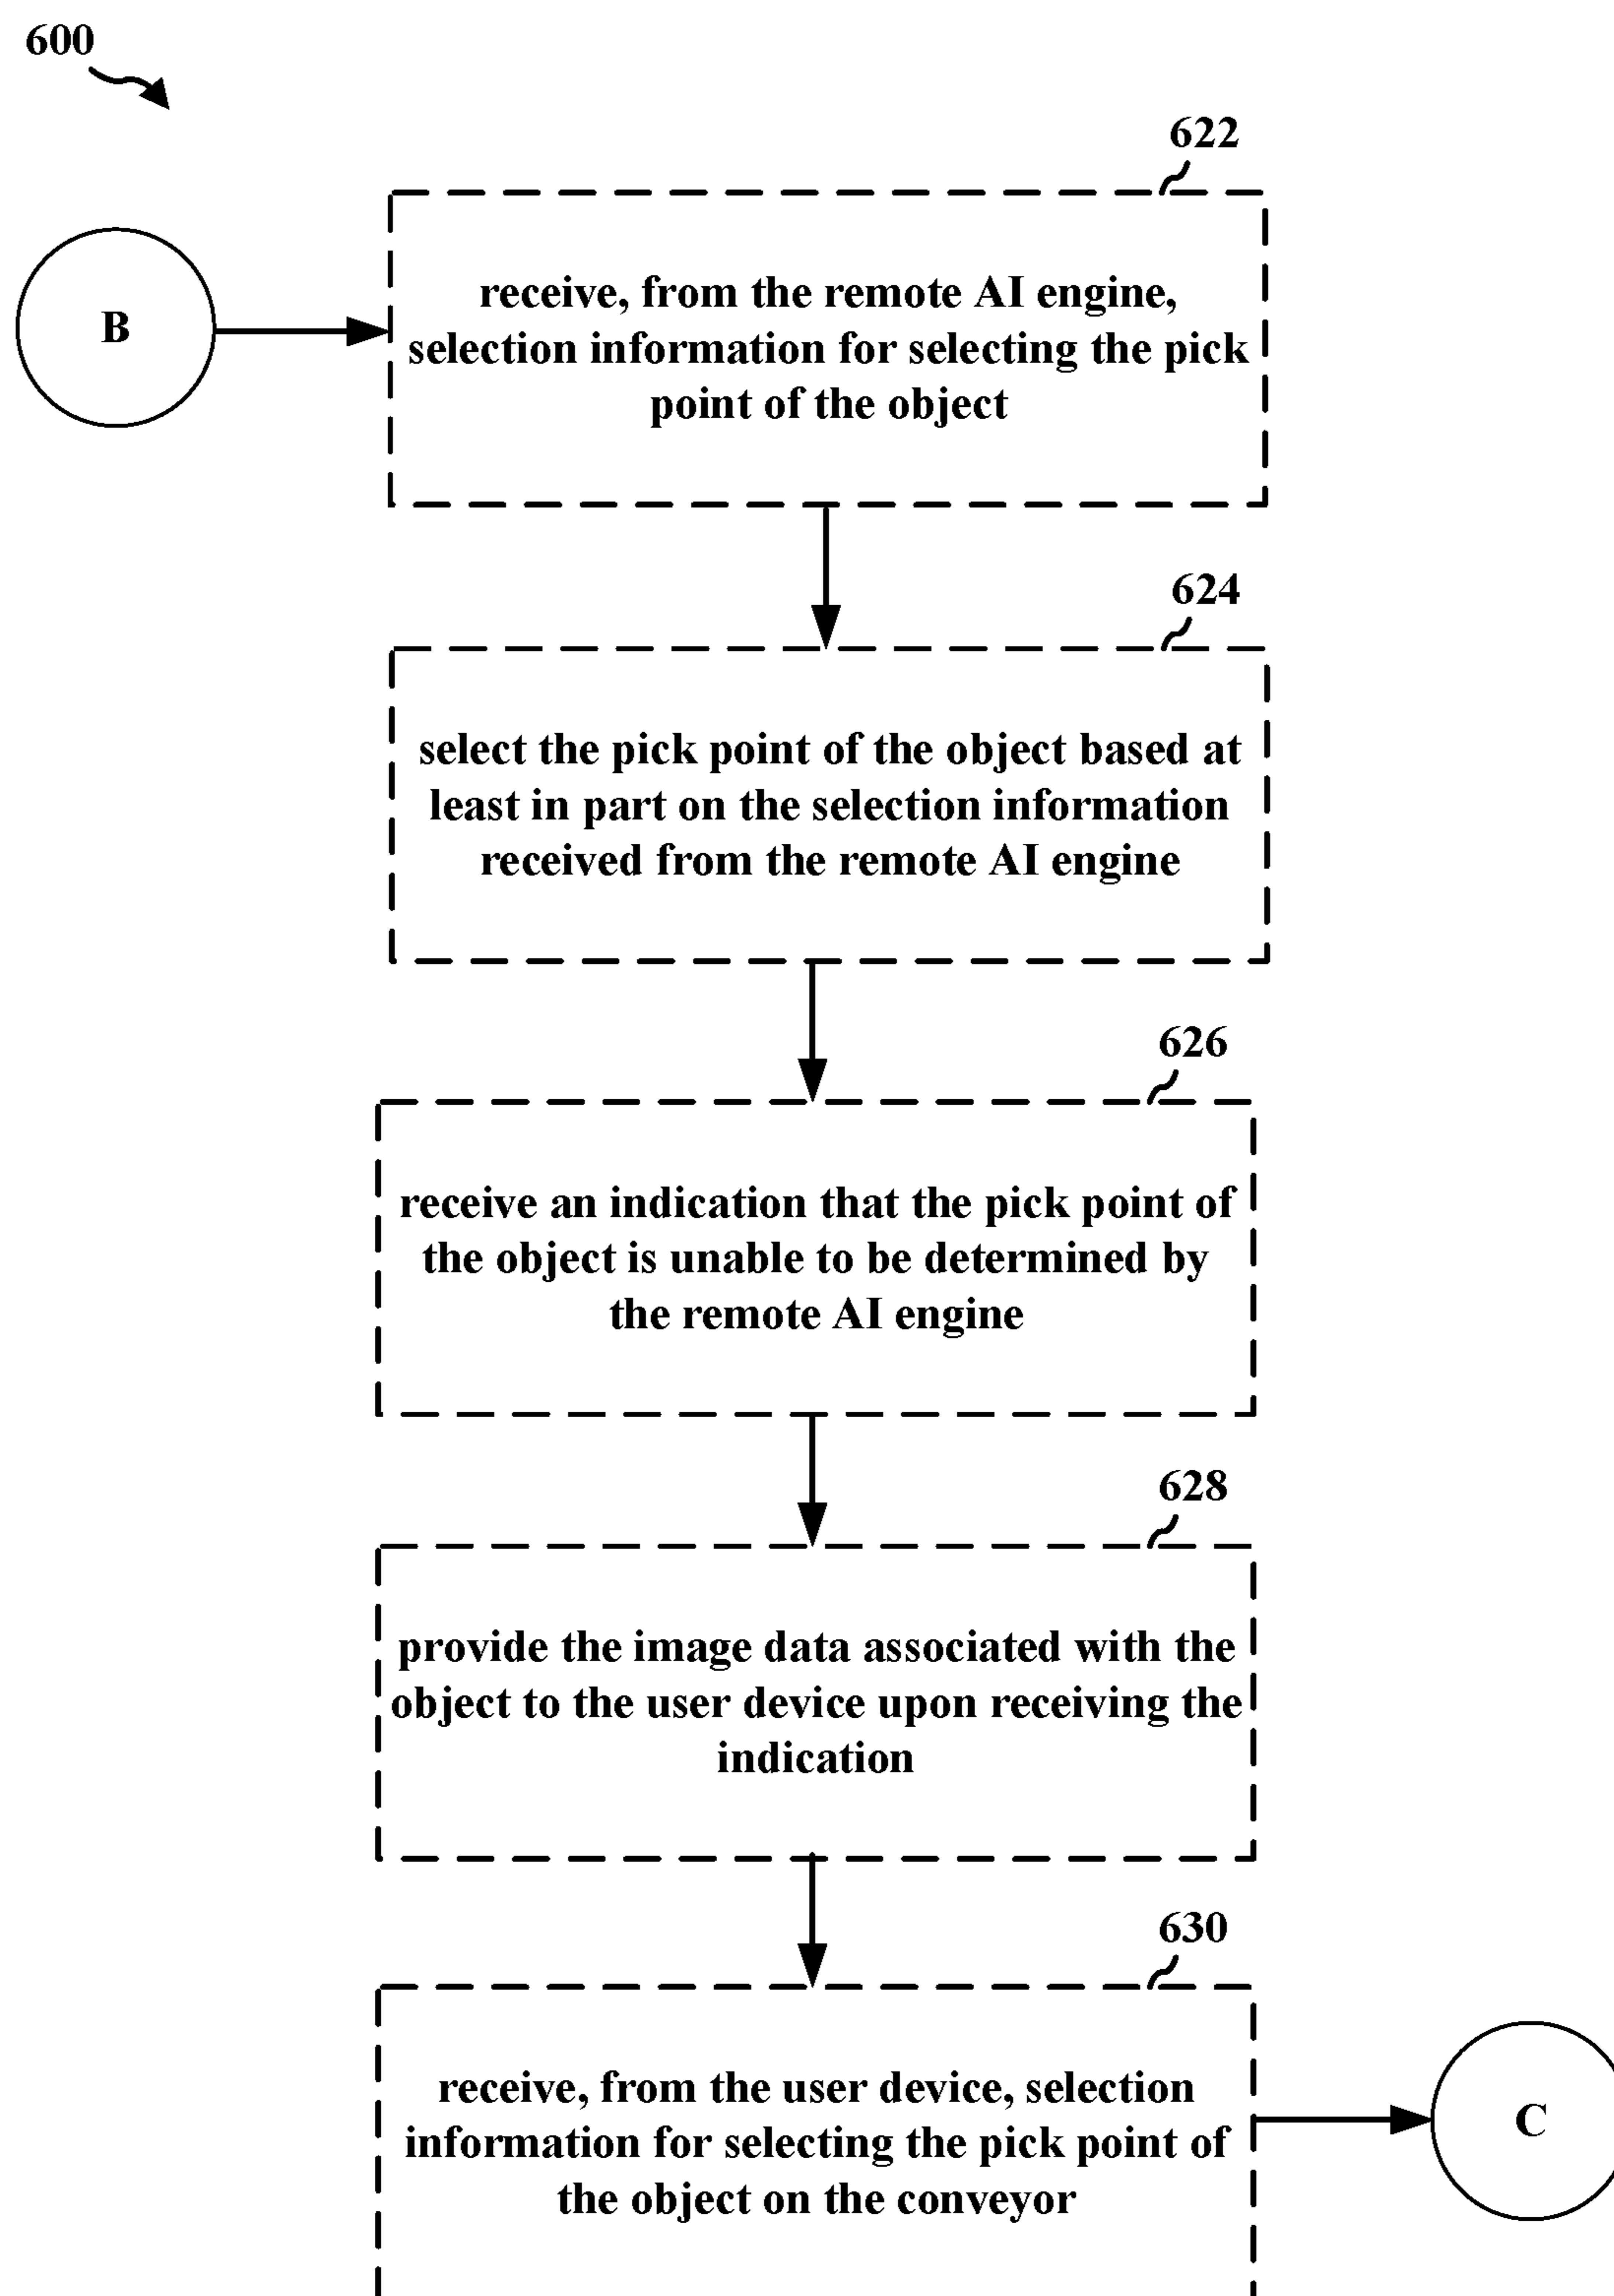 600
622
B
receive, from the remote AI engine,
selection information for selecting the pick
point of the object
624
select the pick point of the object based at
least in part on the selection information
received from the remote AI engine
626
receive an indication that the pick point of
the object is unable to be determined by
the remote AI engine
628
provide the image data associated with the
object to the user device upon receiving the
indication
630
receive, from the user device, selection
information for selecting the pick point of
the object on the conveyor
C